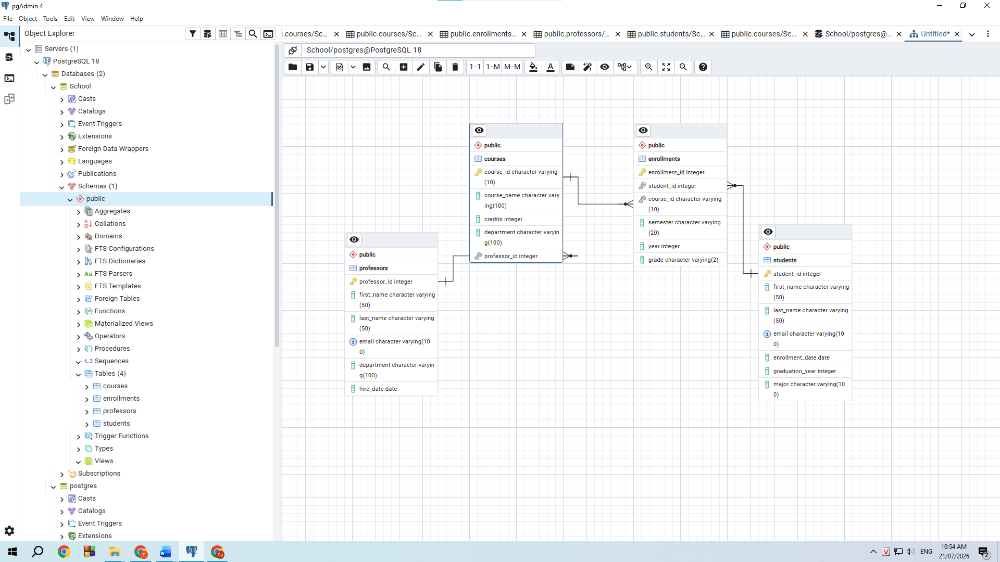 pgAdmin 4
File Object Tools Edit View Window Help
Object Explorer
:.courses/Sc...
public.courses/Sc...
public.enrollments...
public.professors/...
public.students/Sc...
public.courses/Sc...
School/postgres@...
Untitled*
School/postgres@PostgreSQL 18
SQL
1-1 1-M M-M
A
Servers (1)
PostgreSQL 18
Databases (2)
School
Casts
Catalogs
Event Triggers
Extensions
Foreign Data Wrappers
Languages
Publications
Schemas (1)
public
Aggregates
Collations
Domains
FTS Configurations
FTS Dictionaries
Aa FTS Parsers
FTS Templates
Foreign Tables
Functions
Materialized Views
Operators
Procedures
1..3 Sequences
Tables (4)
courses
enrollments
professors
students
Trigger Functions
Types
Views
Subscriptions
postgres
Casts
Catalogs
Event Triggers
Extensions
public
professors
professor_id integer
first_name character varying
(50)
last_name character varying
(50)
1 email character varying(10
0)
department character varyin
g(100)
hire_date date
public
courses
course_id character varying
(10)
course_name character vary
ing(100)
credits integer
department character varyin
g(100)
professor_id integer
public
enrollments
enrollment_id integer
student_id integer
course_id character varying
(10)
semester character varying
(20)
year integer
grade character varying(2)
public
students
student_id integer
first_name character varying
(50)
last_name character varying
(50)
1 email character varying(10
0)
enrollment_date date
graduation_year integer
major character varying(10
0)
T
W
Ca
V
ENG
10:54 AM
21/07/2026
2